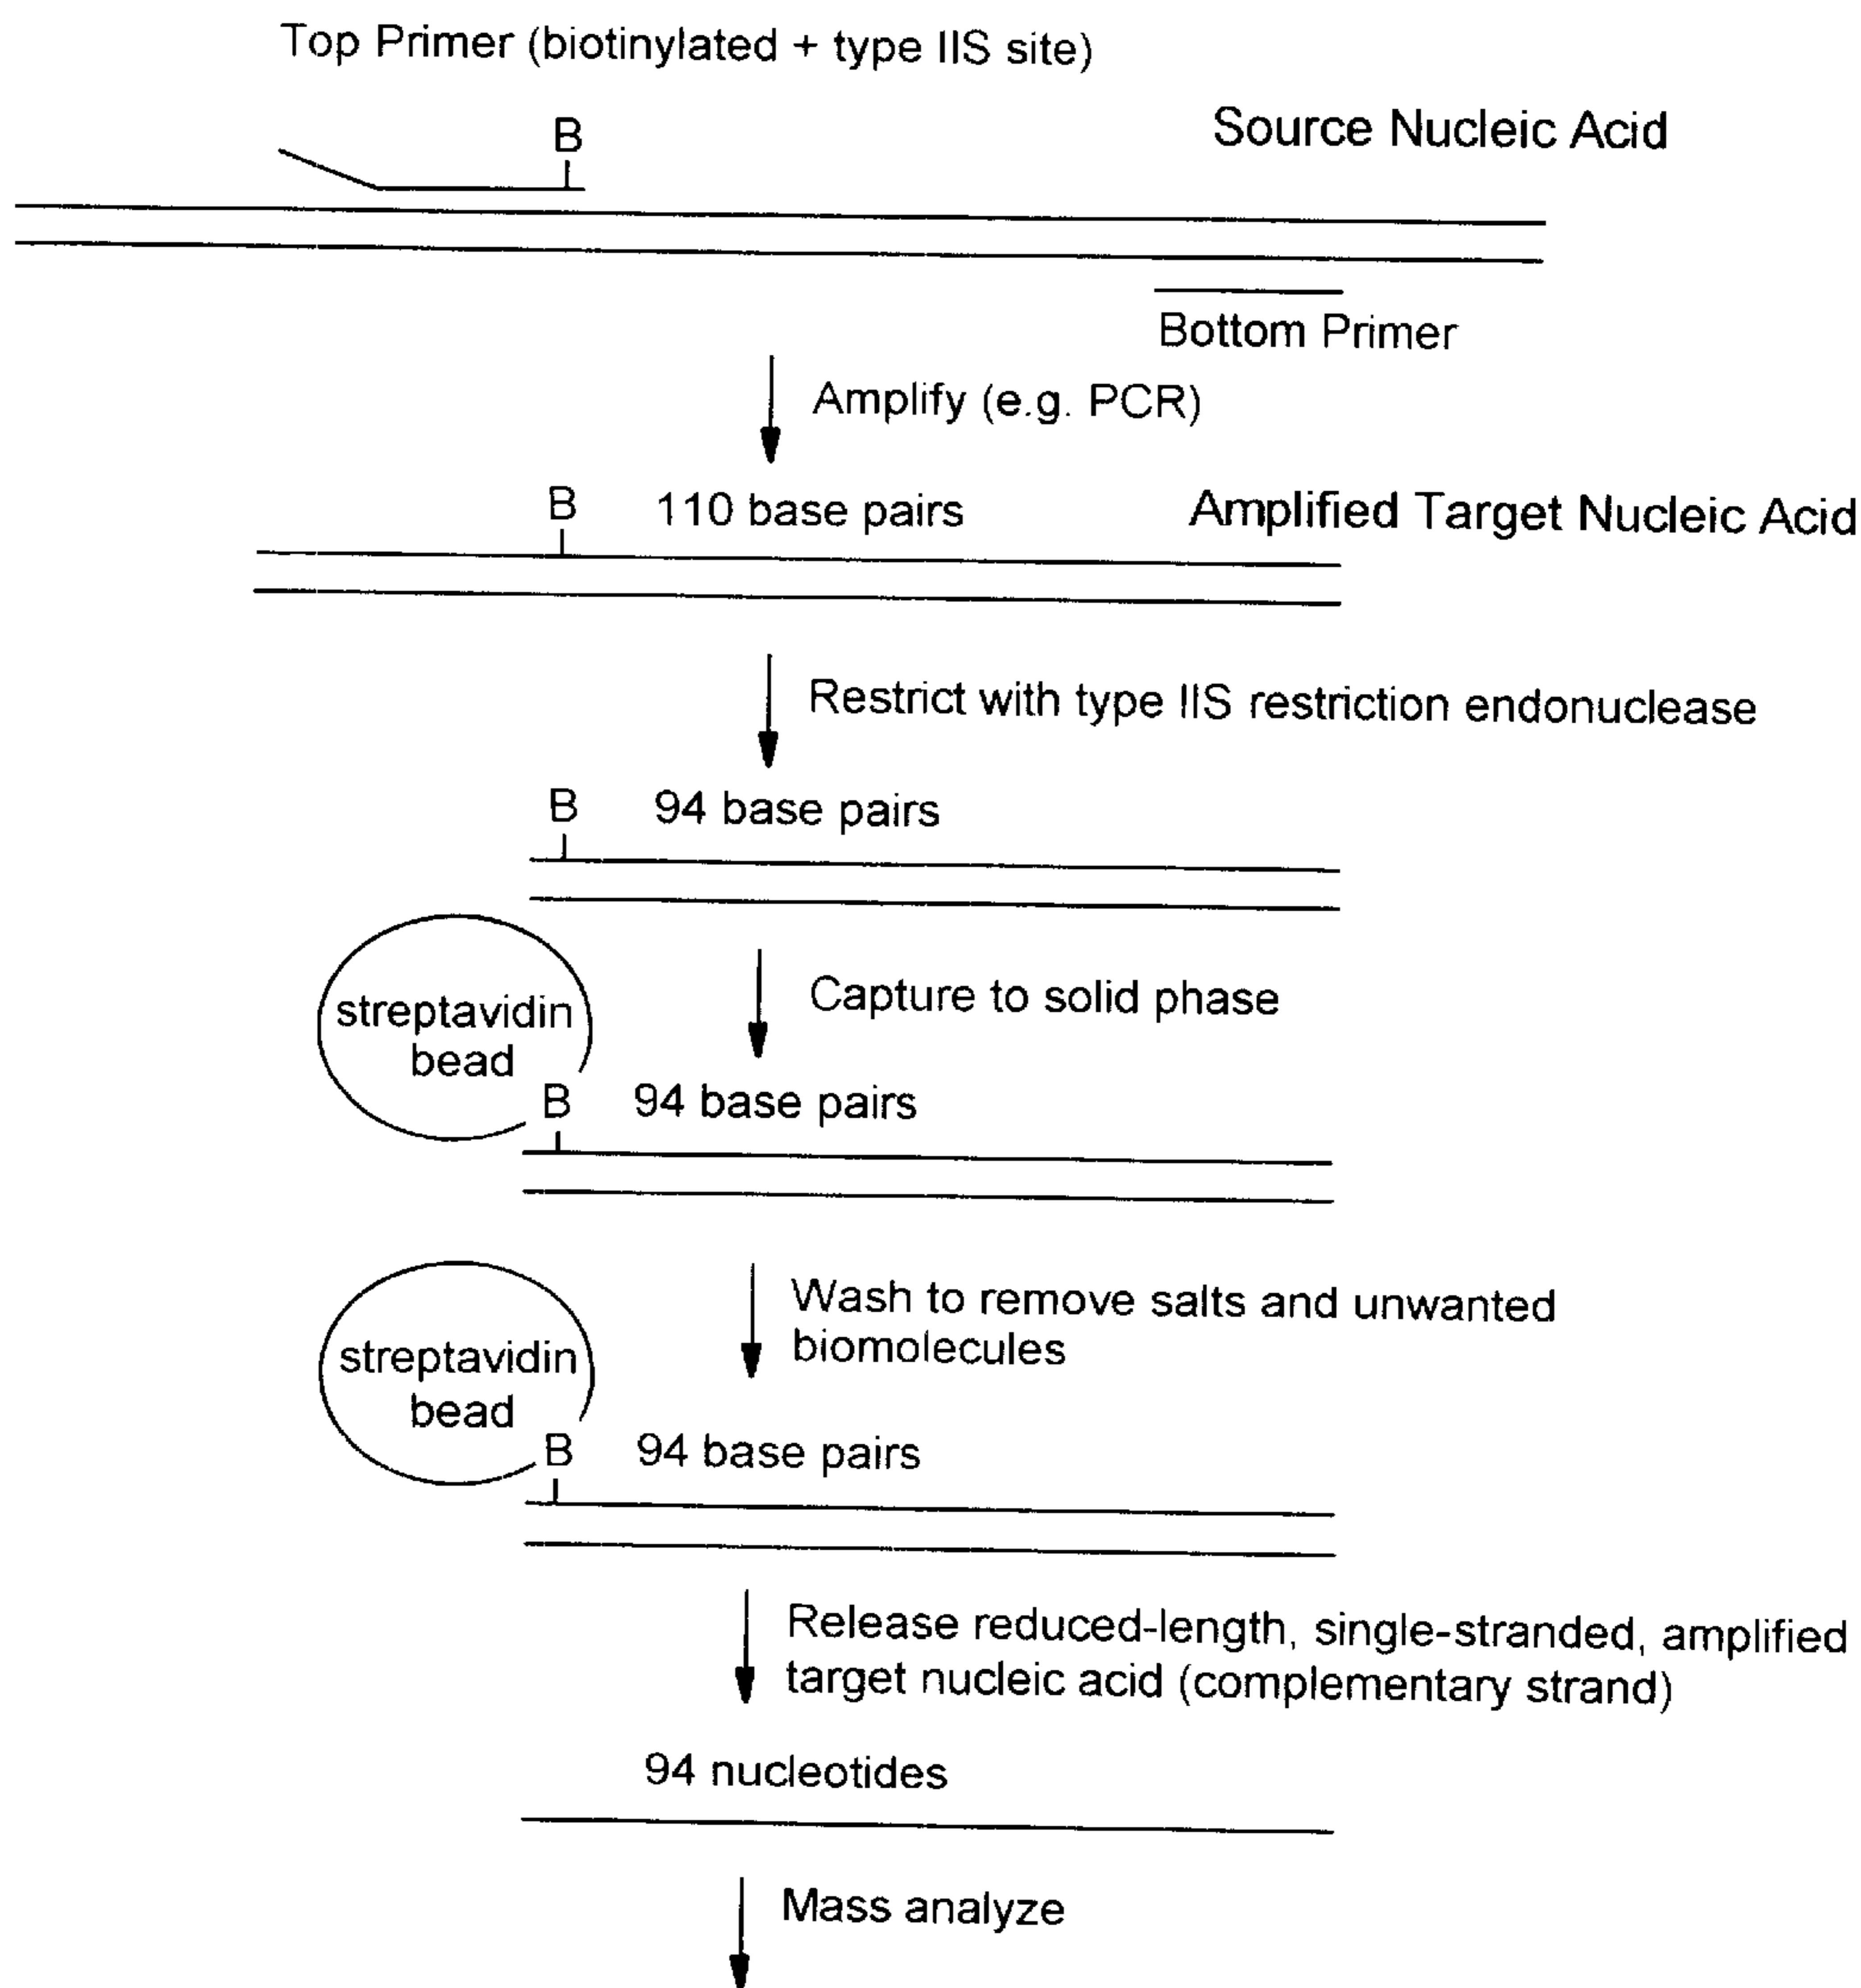 Top Primer (biotinylated + type IIS site)
B
Source Nucleic Acid
Bottom Primer
Amplify (e.g. PCR)
B
110 base pairs
Amplified Target Nucleic Acid
Restrict with type IIS restriction endonuclease
B
94 base pairs
streptavidin
bead
Capture to solid phase
B
94 base pairs
Wash to remove salts and unwanted
biomolecules
streptavidin
bead
B
94 base pairs
Release reduced-length, single-stranded, amplified
target nucleic acid (complementary strand)
94 nucleotides
Mass analyze